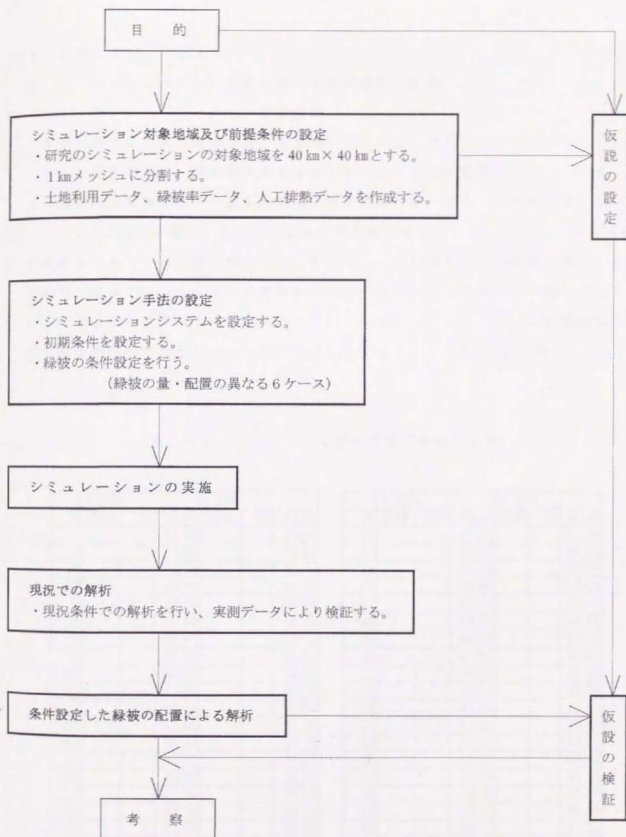 目 的
シミュレーション対象地域及び前提条件の設定
・研究のシミュレーションの対象地域を 40 km× 40 kmとする。
・1 kmメッシュに分割する。
・土地利用データ、緑被率データ、人工排熱データを作成する。
仮説の設定
シミュレーション手法の設定
・シミュレーションシステムを設定する。
・初期条件を設定する。
・緑被の条件設定を行う。
（緑被の量・配置の異なる 6 ケース）
シミュレーションの実施
現況での解析
・現況条件での解析を行い、実測データにより検証する。
条件設定した緑被の配置による解析
仮設の検証
考 察